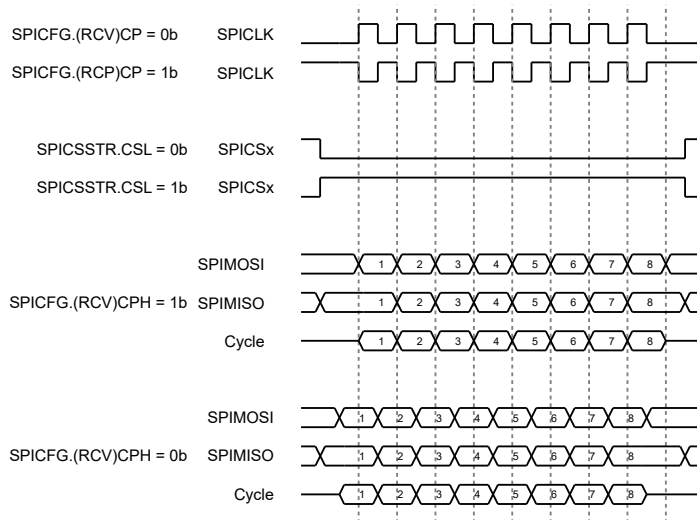 SPICFG.(RCV)CP = 0b SPICLK
SPICFG.(RCP)CP = 1b SPICLK
SPICSSTR.CSL = 0b SPICSx
SPICSSTR.CSL = 1b SPICSx
SPIMOSI 1 2 3 4 5 6 7 8
SPICFG.(RCV)CPH = 1b SPIMISO 1 2 3 4 5 6 7 8
Cycle 1 2 3 4 5 6 7 8
SPIMOSI 1 2 3 4 5 6 7 8
SPICFG.(RCV)CPH = 0b SPIMISO 1 2 3 4 5 6 7 8
Cycle 1 2 3 4 5 6 7 8